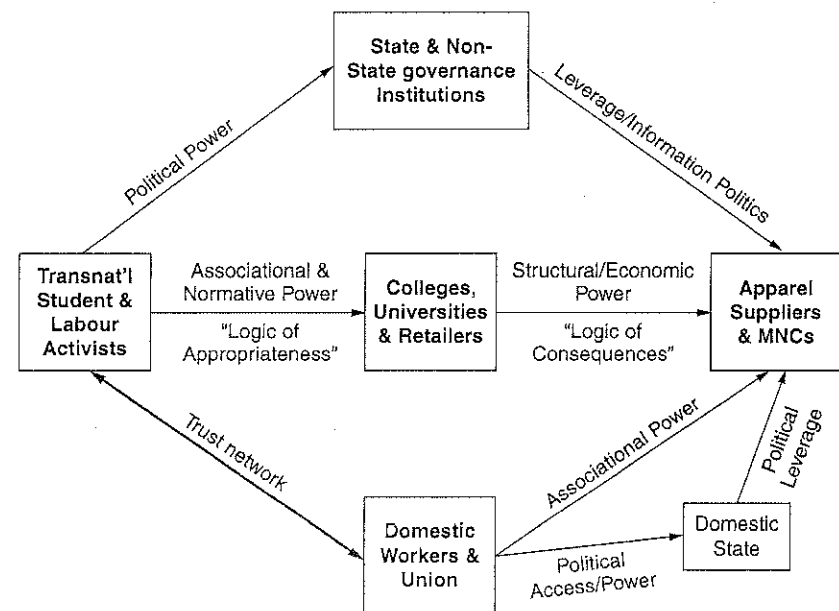 State & Non-
State governance
Institutions
Political Power
Leverage/Information Politics
Transnat'l
Student &
Labour
Activists
Associational &
Normative Power
"Logic of
Appropriateness"
Colleges,
Universities
& Retailers
Structural/Economic
Power
"Logic of
Consequences"
Apparel
Suppliers
& MNCs
Trust network
Associational Power
Political
Leverage
Domestic
Workers &
Union
Political
Access/Power
Domestic
State